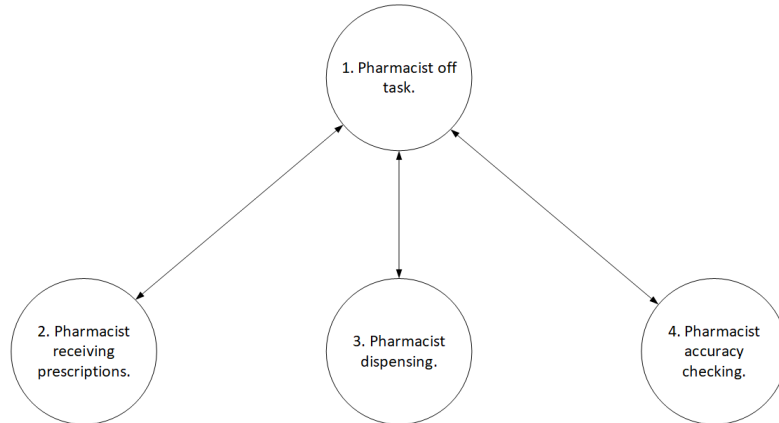 1. Pharmacist off
task.
2. Pharmacist
receiving
prescriptions.
3. Pharmacist
dispensing.
4. Pharmacist
accuracy
checking.